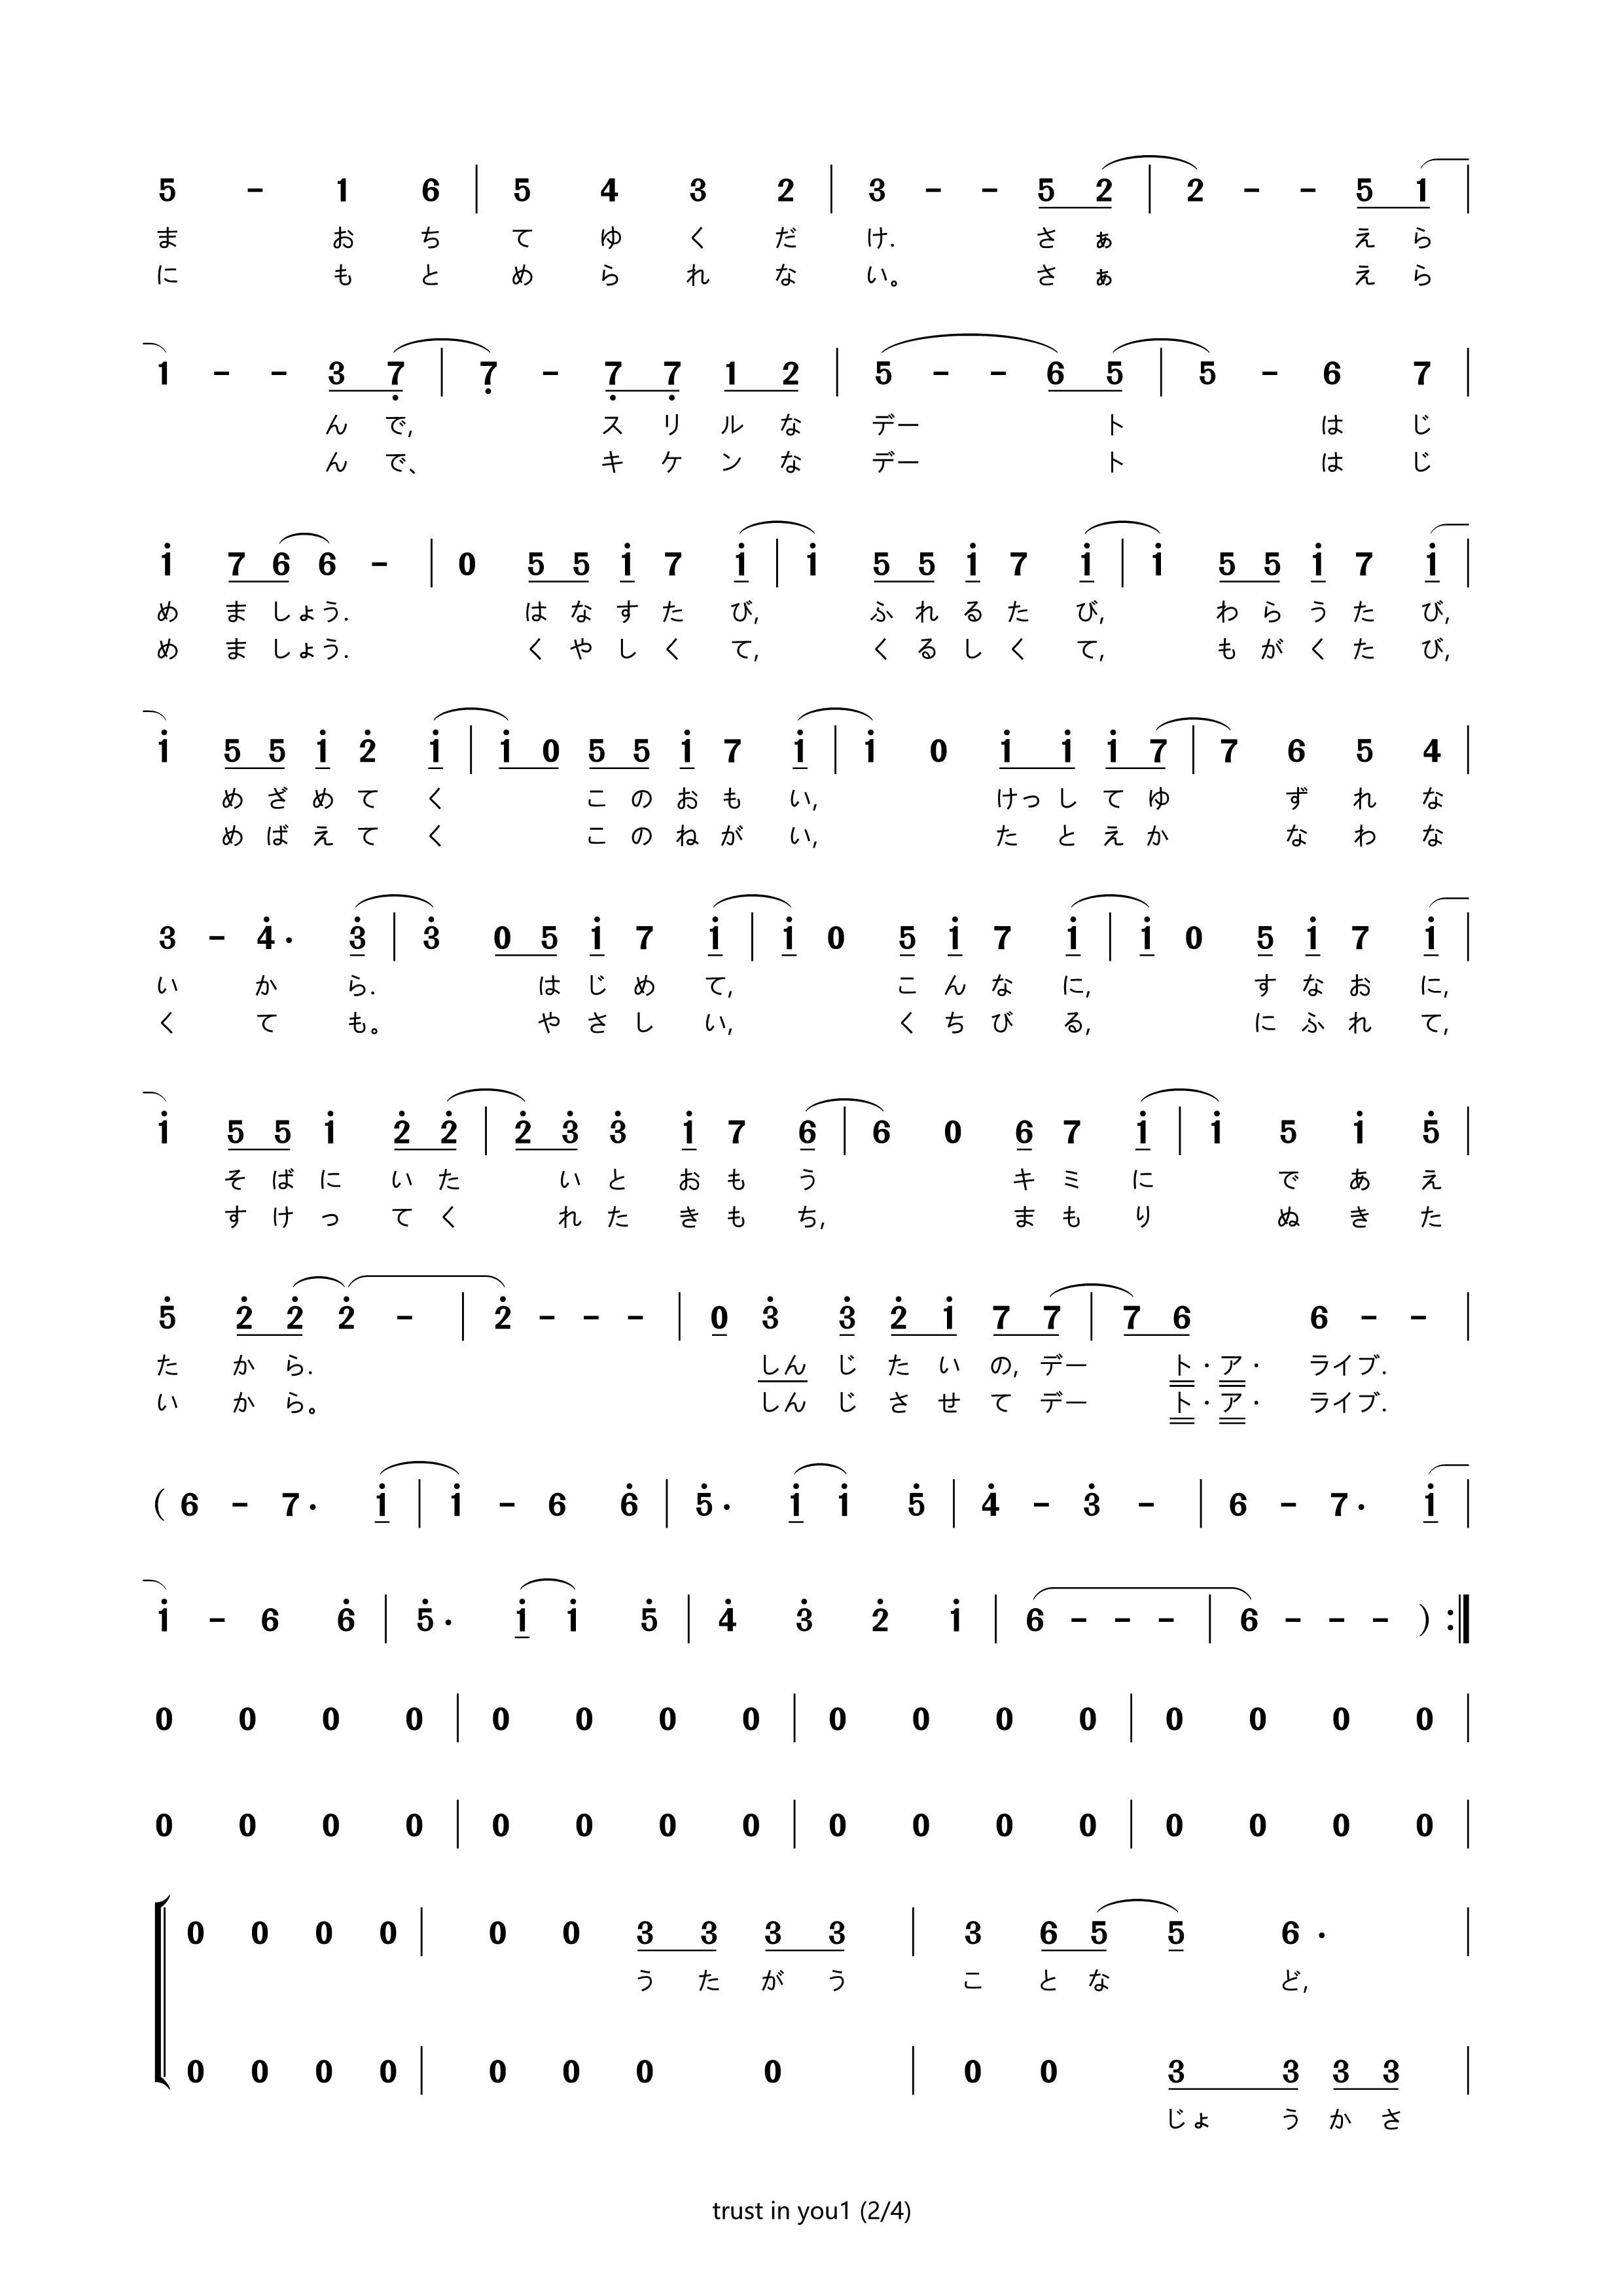 5 - 1 6 | 5 4 3 2 | 3 - - 5 2 | 2 - - 5 1 |
ま お ち て ゆ く だ け. さ ぁ え ら
に も と め ら れ な い。 さ ぁ え ら
1 - - 3 7̣ | 7̣ - 7̣ 7̣ 1 2 | 5 - - 6 5 | 5 - 6 7 |
ん で, ス リ ル な デー ト は じ
ん で、 キ ケ ン な デー ト は じ
1̇ 7 6 6 - | 0 5 5 1̇ 7 1̇ | 1̇ 5 5 1̇ 7 1̇ | 1̇ 5 5 1̇ 7 1̇ |
め ま しょう. は な す た び, ふ れ る た び, わ ら う た び,
め ま しょう. く や し く て, く る し く て, も が く た び,
1̇ 5 5 1̇ 2̇ 1̇ | 1̇ 0 5 5 1̇ 7 1̇ | 1̇ 0 1̇ 1̇ 1̇ 7 | 7 6 5 4 |
め ざ め て く こ の お も い, けっ し て ゆ ず れ な
め ば え て く こ の ね が い, た と え か な わ な
3 - 4̇ · 3̇ | 3̇ 0 5 1̇ 7 1̇ | 1̇ 0 5 1̇ 7 1̇ | 1̇ 0 5 1̇ 7 1̇ |
い か ら. は じ め て, こ ん な に, す な お に,
く て も。 や さ し い, く ち び る, に ふ れ て,
1̇ 5 5 1̇ 2̇ 2̇ | 2̇ 3̇ 3̇ 1̇ 7 6 | 6 0 6 7 1̇ | 1̇ 5 1̇ 5̇ |
そ ば に い た い と お も う キ ミ に で あ え
す け っ て く れ た き も ち, ま も り ぬ き た
5̇ 2̇ 2̇ 2̇ - | 2̇ - - - | 0 3̇ 3̇ 2̇ 1̇ 7 7 | 7 6 6 - - |
た か ら. しん じ た い の, デー ト・ア・ ライブ.
い か ら。 しん じ さ せ て デー ト・ア・ ライブ.
( 6 - 7 · 1̇ | 1̇ - 6 6̇ | 5̇ · 1̇ 1̇ 5̇ | 4̇ - 3̇ - | 6 - 7 · 1̇ |
1̇ - 6 6̇ | 5̇ · 1̇ 1̇ 5̇ | 4̇ 3̇ 2̇ 1̇ | 6 - - - | 6 - - - ) :|
0 0 0 0 | 0 0 0 0 | 0 0 0 0 | 0 0 0 0 |
0 0 0 0 | 0 0 0 0 | 0 0 0 0 | 0 0 0 0 |
0 0 0 0 | 0 0 3 3 3 3 | 3 6 5 5 6 · |
う た が う こ と な ど,
0 0 0 0 | 0 0 0 0 | 0 0 3 3 3 3 |
じょ う か さ
trust in you1 (2/4)